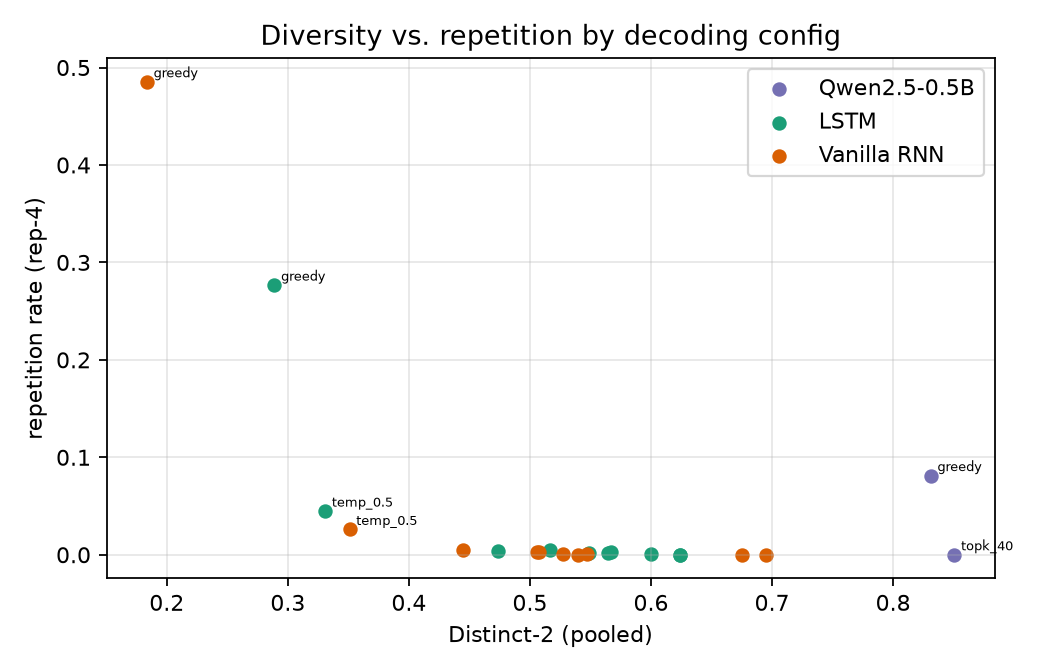 Diversity vs. repetition by decoding config
0.5
0.4
0.3
0.2
0.1
0.0
repetition rate (rep-4)
greedy
greedy
temp_0.5
temp_0.5
greedy
topk_40
Qwen2.5-0.5B
LSTM
Vanilla RNN
0.2
0.3
0.4
0.5
0.6
0.7
0.8
Distinct-2 (pooled)